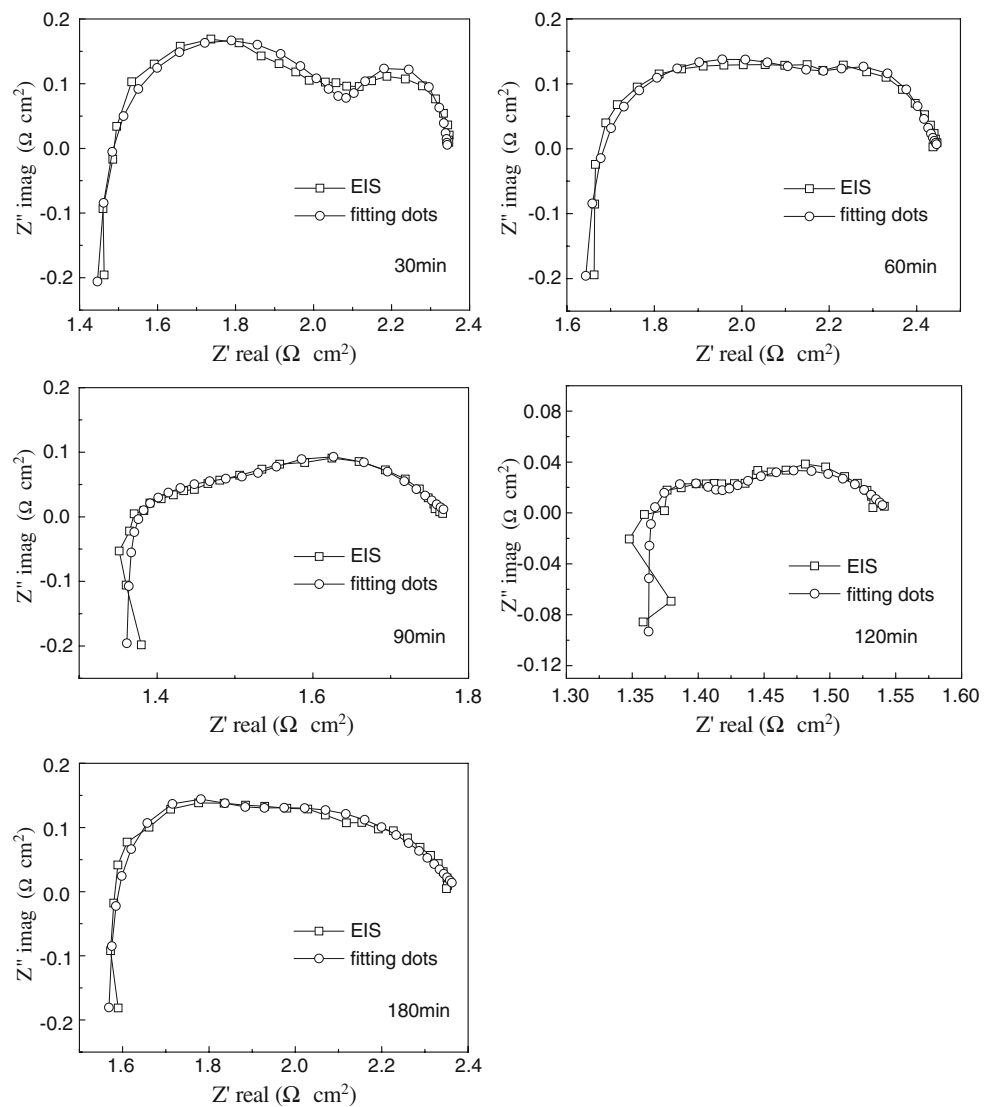 0.2
0.1
0.0
-0.1
-0.2
Z'' imag (Ω cm²)
EIS
fitting dots
30min
1.4 1.6 1.8 2.0 2.2 2.4
Z' real (Ω cm²)
0.2
0.1
0.0
-0.1
-0.2
Z'' imag (Ω cm²)
EIS
fitting dots
60min
1.6 1.8 2.0 2.2 2.4
Z' real (Ω cm²)
0.2
0.1
0.0
-0.1
-0.2
Z'' imag (Ω cm²)
EIS
fitting dots
90min
1.4 1.6 1.8
Z' real (Ω cm²)
0.08
0.04
0.00
-0.04
-0.08
-0.12
Z'' imag (Ω cm²)
EIS
fitting dots
120min
1.30 1.35 1.40 1.45 1.50 1.55 1.60
Z' real (Ω cm²)
0.2
0.1
0.0
-0.1
-0.2
Z'' imag (Ω cm²)
EIS
fitting dots
180min
1.6 1.8 2.0 2.2 2.4
Z' real (Ω cm²)